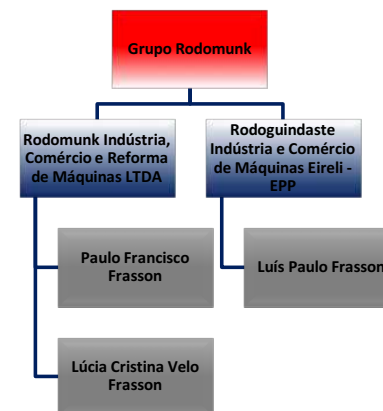 Grupo Rodomunk
Rodomunk Indústria,
Comércio e Reforma
de Máquinas LTDA
Rodoguindaste
Indústria e Comércio
de Máquinas Eireli -
EPP
Paulo Francisco
Frasson
Luís Paulo Frasson
Lúcia Cristina Velo
Frasson